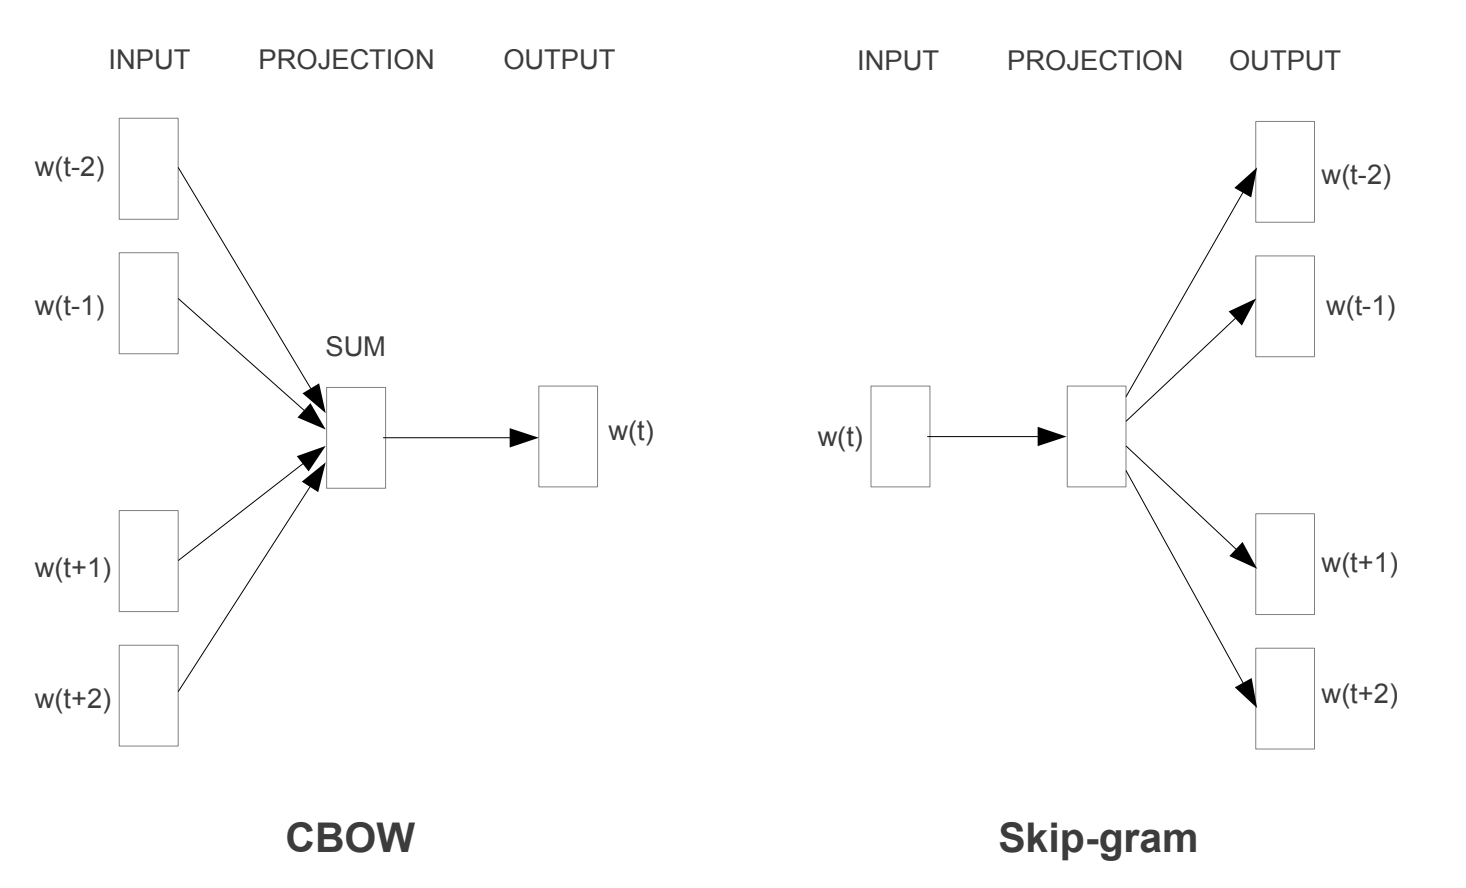 INPUT PROJECTION OUTPUT
w(t-2)
w(t-1)
SUM
w(t)
w(t+1)
w(t+2)
CBOW
INPUT PROJECTION OUTPUT
w(t-2)
w(t-1)
w(t)
w(t+1)
w(t+2)
Skip-gram